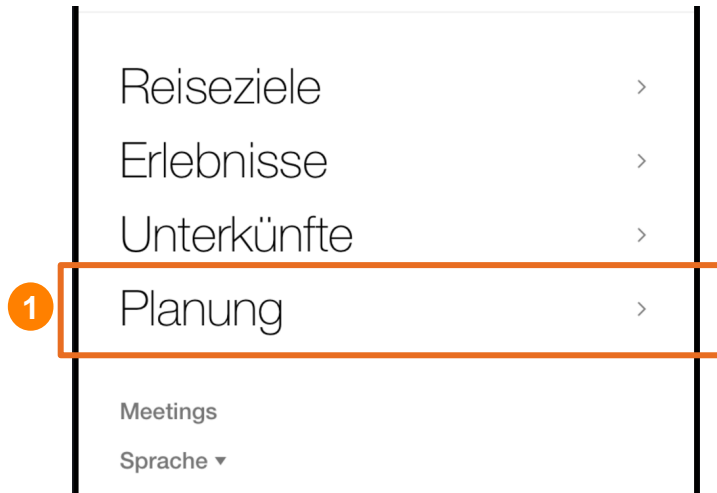 Reiseziele
Erlebnisse
Unterkünfte
1 Planung
Meetings
Sprache